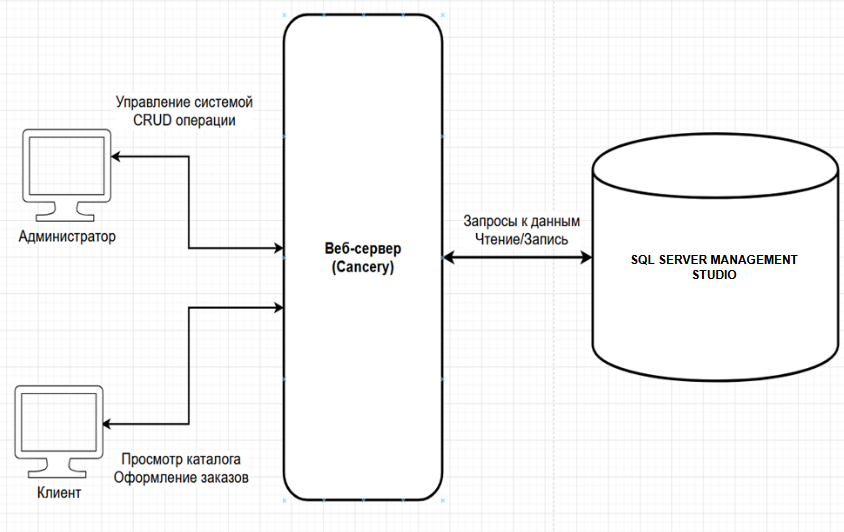 Управление системой
CRUD операции
Администратор
Веб-сервер
(Cancery)
Запросы к данным
Чтение/Запись
SQL SERVER MANAGEMENT
STUDIO
Просмотр каталога
Оформление заказов
Клиент